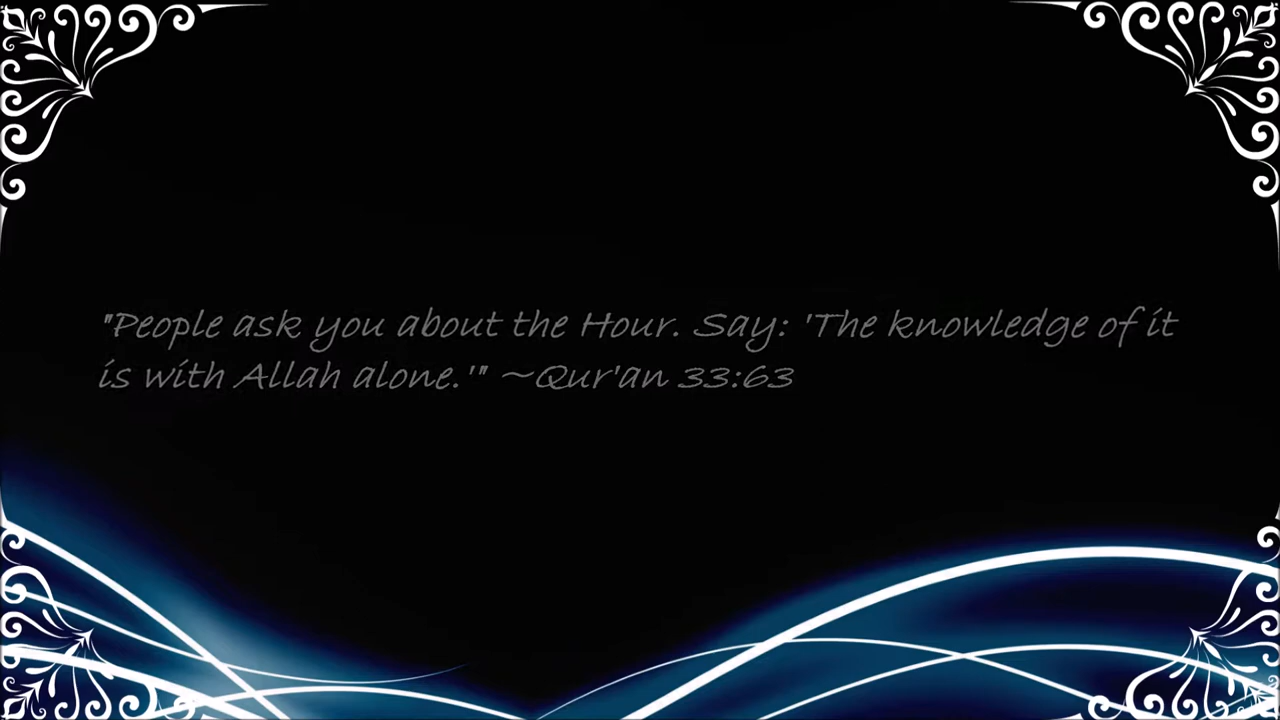 "People ask you about the Hour. Say: 'The knowledge of it
is with Allah alone.'" ~Qur'an 33:63